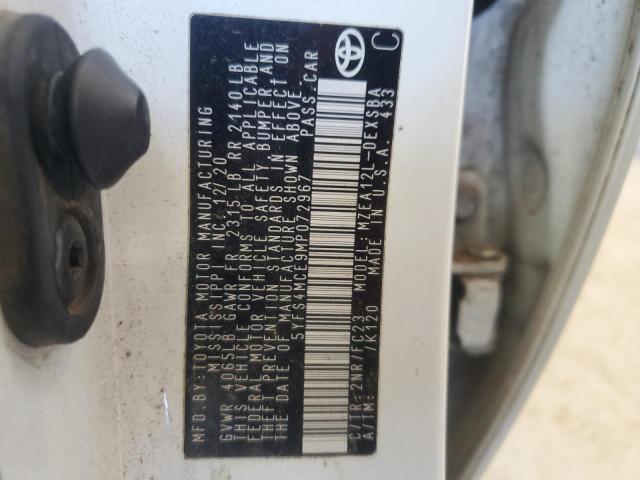 MFD. BY: TOYOTA MOTOR MANUFACTURING
MISSISSIPPI INC. 12/20
GVWR 4065LB GAWR FR 2315LB RR 2140LB
THIS VEHICLE CONFORMS TO ALL APPLICABLE
FEDERAL MOTOR VEHICLE SAFETY, BUMPER AND
THEFT PREVENTION STANDARDS IN EFFECT ON
THE DATE OF MANUFACTURE SHOWN ABOVE.
5YFS4MCE9MP072967 PASS. CAR
C/TR: 2NR/FC23 MODEL: MZEA12L-DEXSBA
A/TM: /K120 MADE IN U.S.A. 433
C